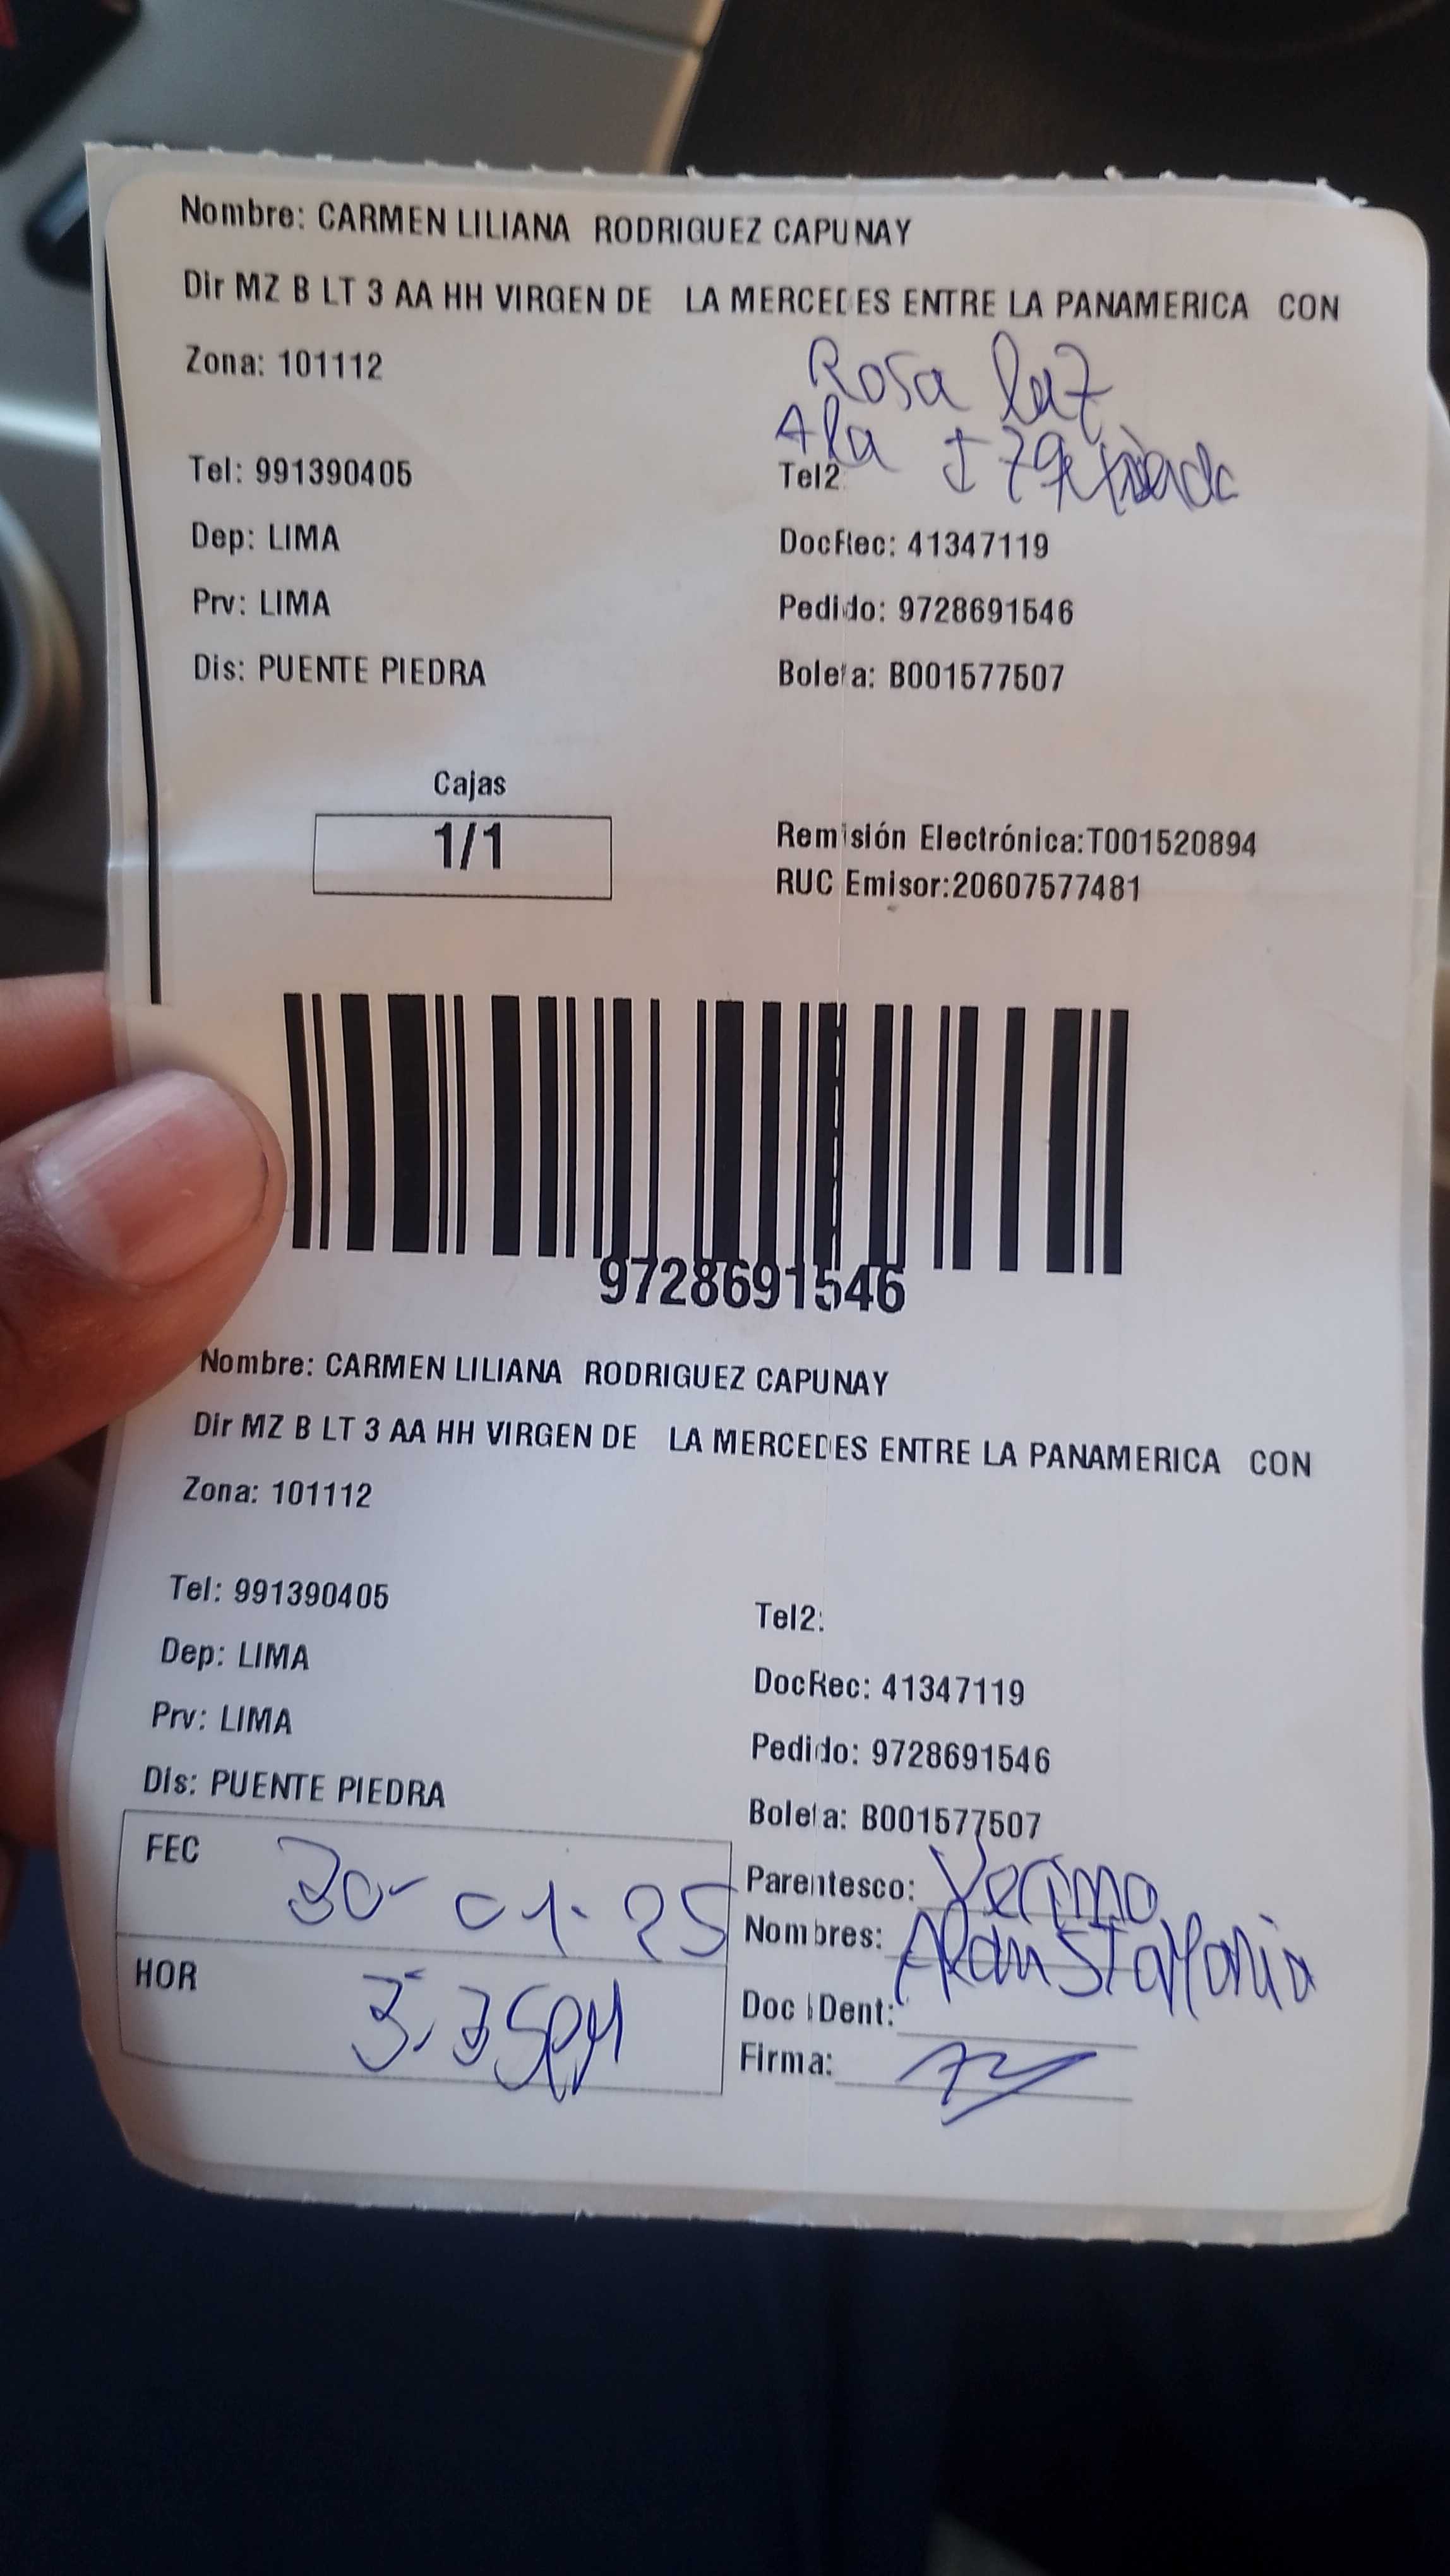 Nombre: CARMEN LILIANA RODRIGUEZ CAPUNAY
Dir MZ B LT 3 AA HH VIRGEN DE LA MERCEDES ENTRE LA PANAMERICA CON
Zona: 101112
Rosa luz
Ala
Tel: 991390405 Tel2:
Dep: LIMA DocRec: 41347119
Prv: LIMA Pedido: 9728691546
Dis: PUENTE PIEDRA Boleta: B001577507
Cajas
1/1
Remisión Electrónica:T001520894
RUC Emisor:20607577481
9728691546
Nombre: CARMEN LILIANA RODRIGUEZ CAPUNAY
Dir MZ B LT 3 AA HH VIRGEN DE LA MERCEDES ENTRE LA PANAMERICA CON
Zona: 101112
Tel: 991390405 Tel2:
Dep: LIMA DocRec: 41347119
Prv: LIMA Pedido: 9728691546
Dis: PUENTE PIEDRA Boleta: B001577507
FEC 30-01-25
Parentesco:
Nombres:
HOR 3:35PM
Doc IDent:
Firma: